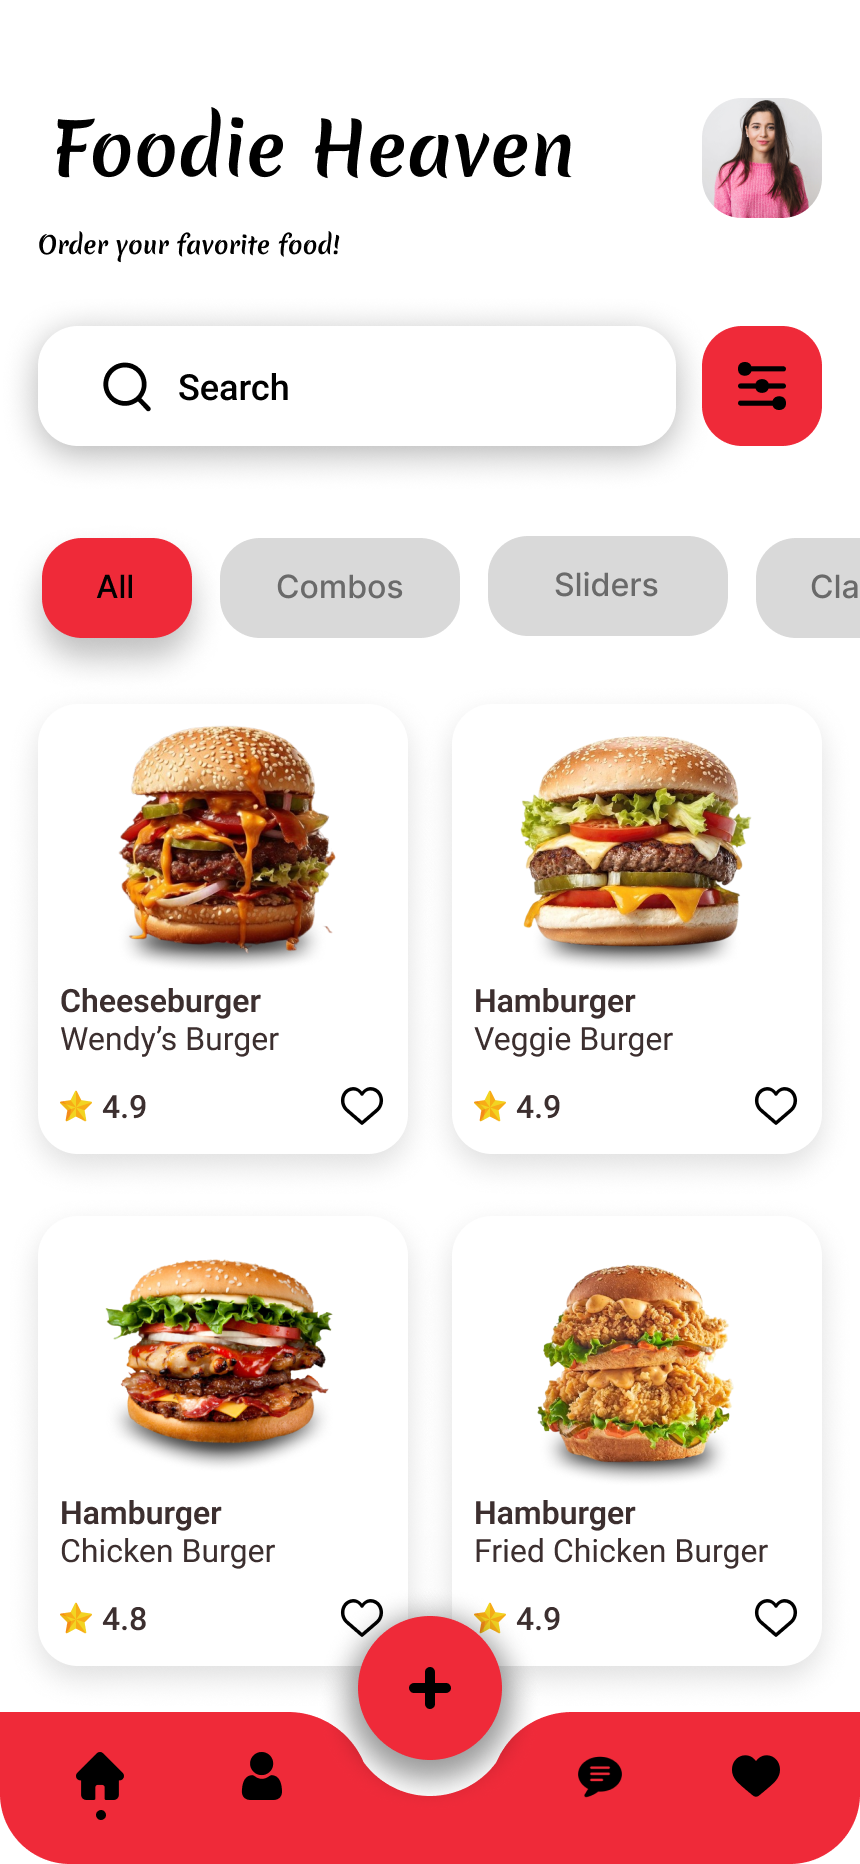 Foodie Heaven
Order your favorite food!
Search
All
Combos
Sliders
Cla
Cheeseburger
Wendy’s Burger
4.9
Hamburger
Veggie Burger
4.9
Hamburger
Chicken Burger
4.8
Hamburger
Fried Chicken Burger
4.9